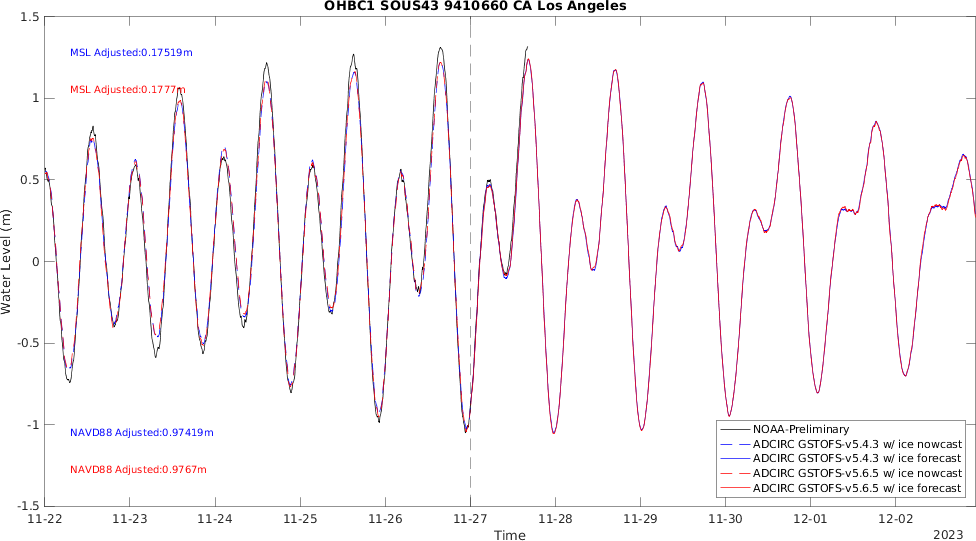 OHBC1 SOUS43 9410660 CA Los Angeles
1.5
MSL Adjusted:0.17519m
MSL Adjusted:0.1777m
1
0.5
0
-0.5
-1
-1.5
Water Level (m)
NAVD88 Adjusted:0.97419m
NAVD88 Adjusted:0.9767m
NOAA-Preliminary
ADCIRC GSTOFS-v5.4.3 w/ ice nowcast
ADCIRC GSTOFS-v5.4.3 w/ ice forecast
ADCIRC GSTOFS-v5.6.5 w/ ice nowcast
ADCIRC GSTOFS-v5.6.5 w/ ice forecast
11-22 11-23 11-24 11-25 11-26 11-27 11-28 11-29 11-30 12-01 12-02
Time
2023